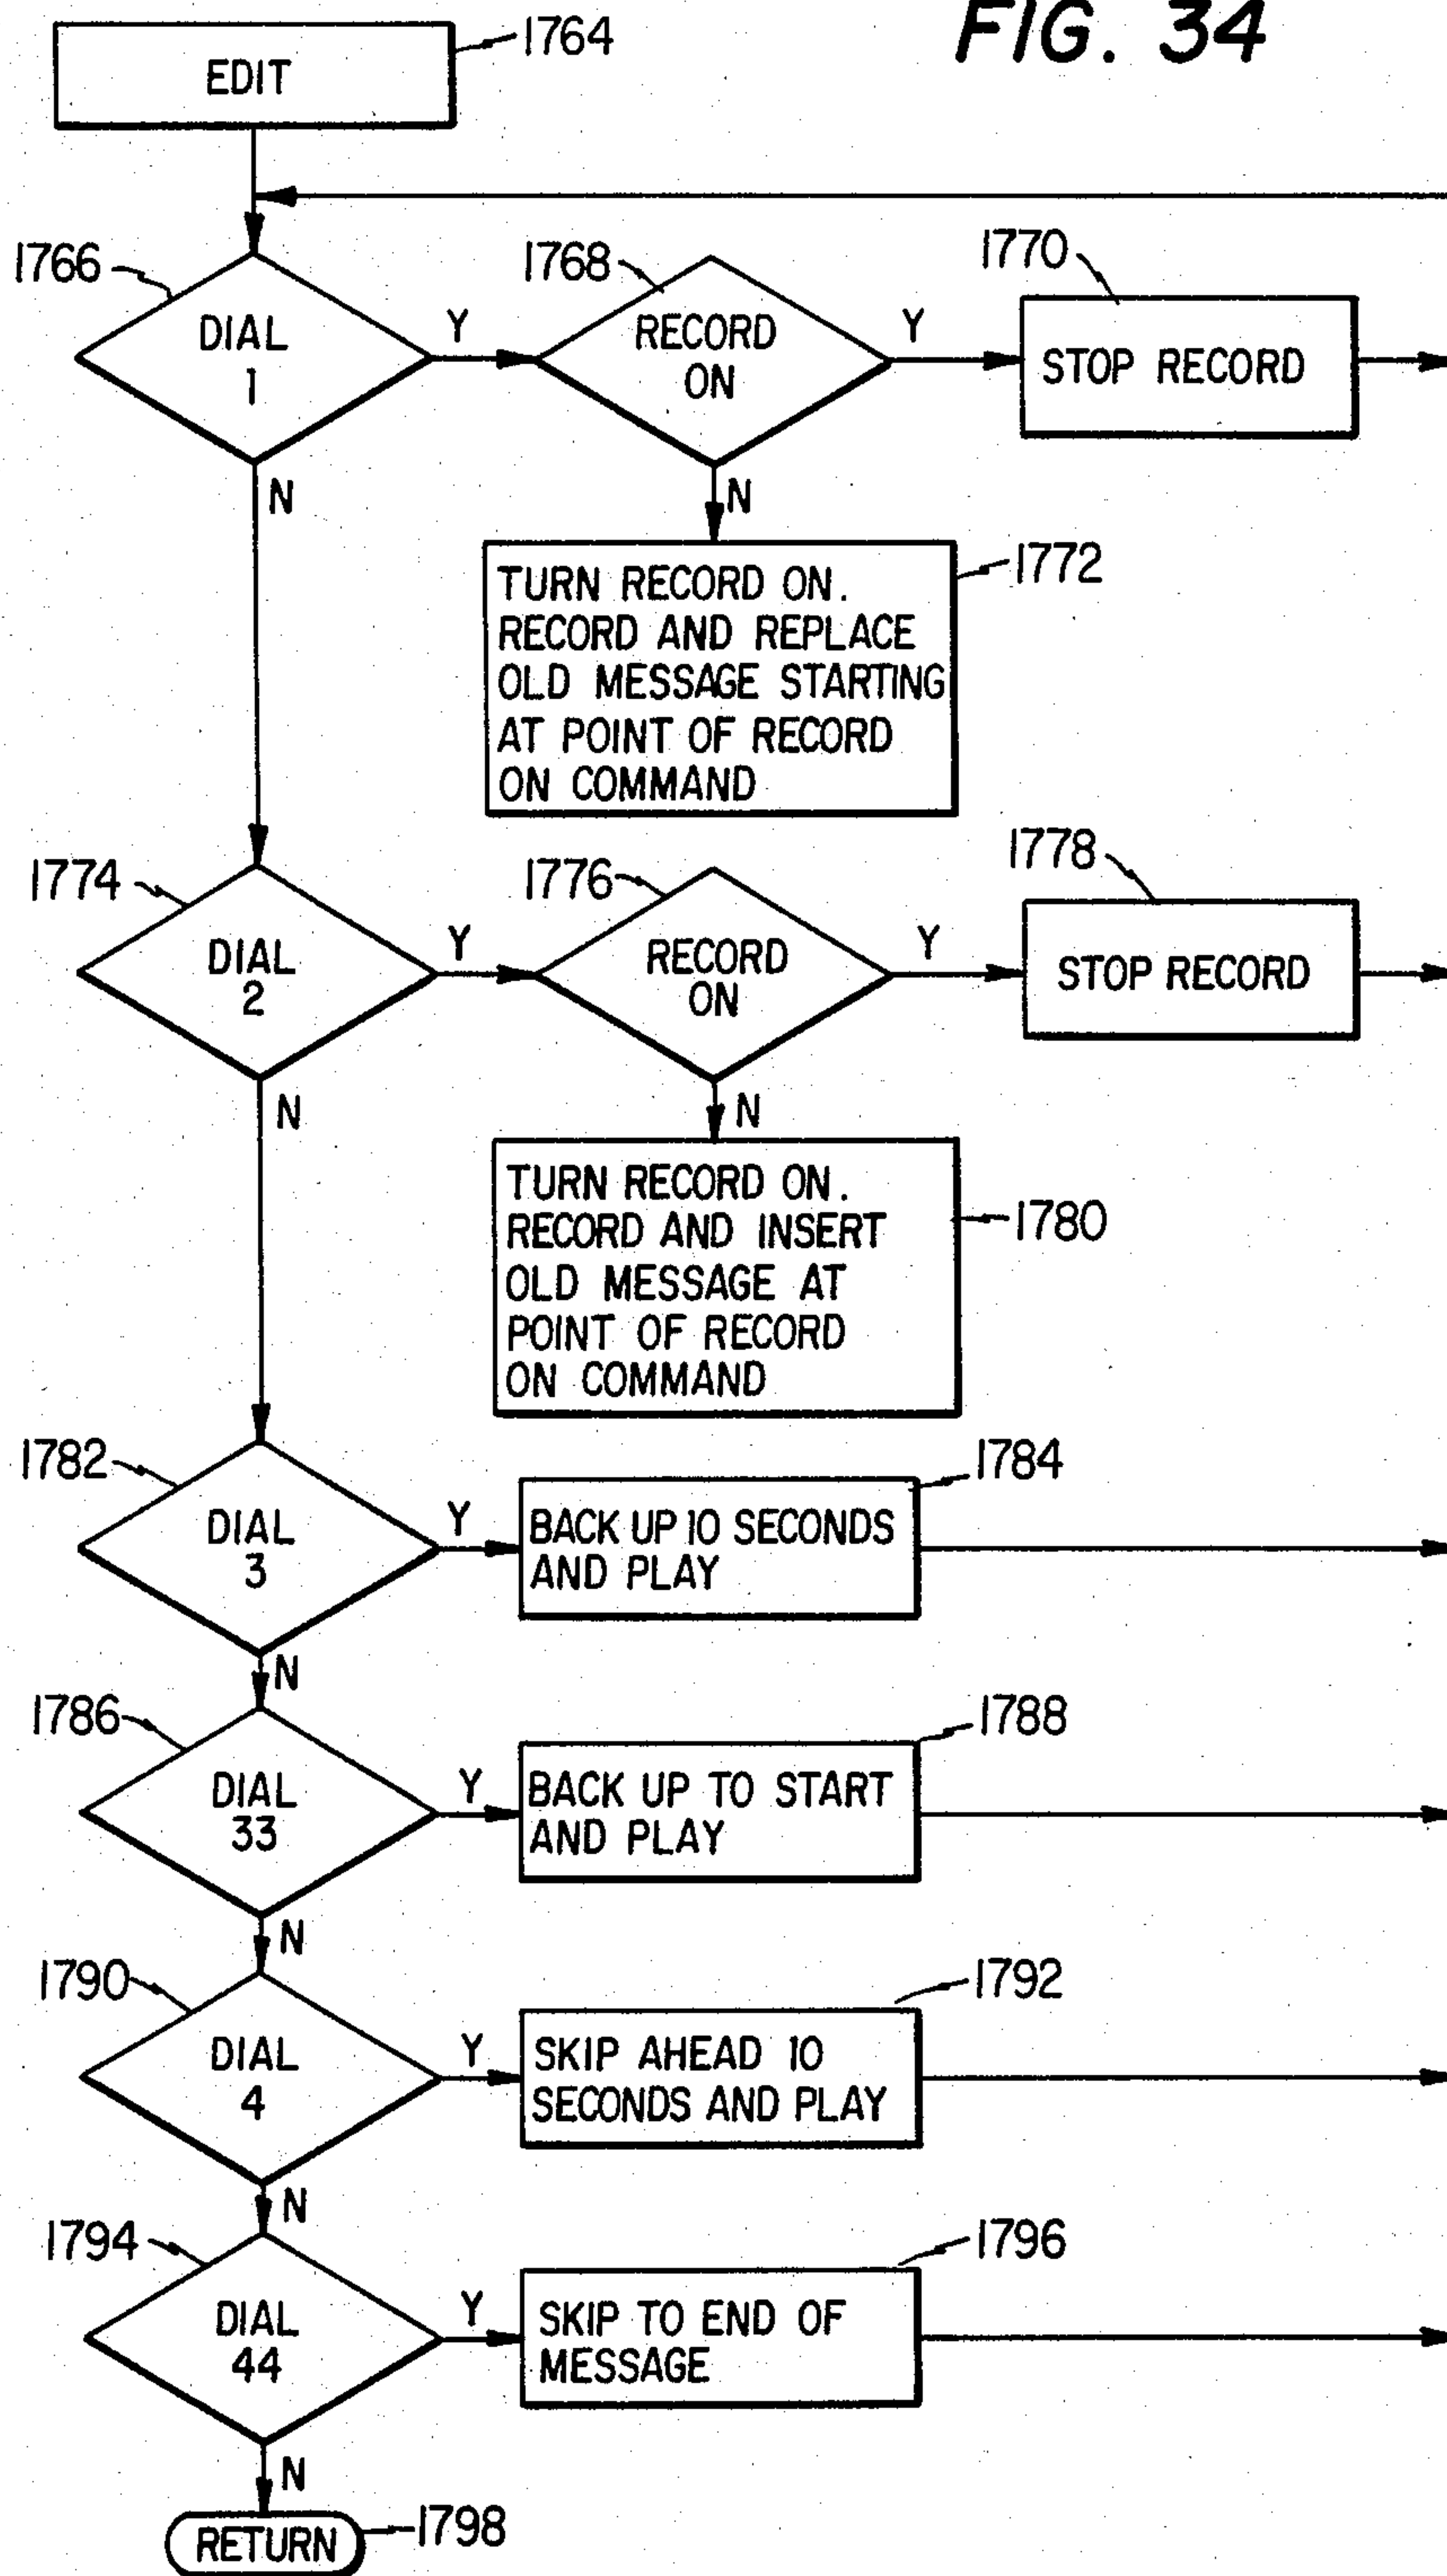 FIG. 34
1764
EDIT
1766
DIAL
1
Y
N
1768
RECORD
ON
Y
N
1770
STOP RECORD
1772
TURN RECORD ON.
RECORD AND REPLACE
OLD MESSAGE STARTING
AT POINT OF RECORD
ON COMMAND
1774
DIAL
2
Y
N
1776
RECORD
ON
Y
N
1778
STOP RECORD
1780
TURN RECORD ON.
RECORD AND INSERT
OLD MESSAGE AT
POINT OF RECORD
ON COMMAND
1782
DIAL
3
Y
N
1784
BACK UP 10 SECONDS
AND PLAY
1786
DIAL
33
Y
N
1788
BACK UP TO START
AND PLAY
1790
DIAL
4
Y
N
1792
SKIP AHEAD 10
SECONDS AND PLAY
1794
DIAL
44
Y
N
1796
SKIP TO END OF
MESSAGE
RETURN
1798